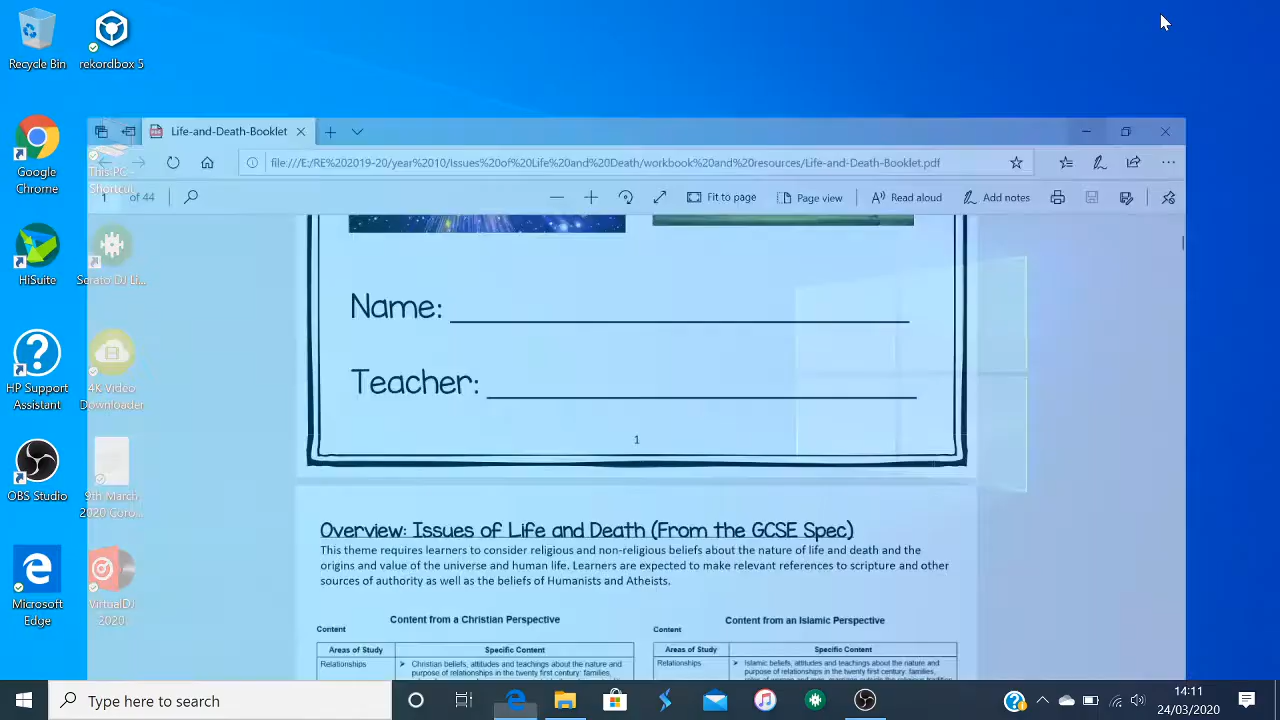 Recycle Bin
rekordbox 5
Google
Chrome
This PC -
Shortcut
HiSuite
Serato DJ Li...
HP Support
Assistant
4K Video
Downloader
OBS Studio
9th March
2020 Coro...
Microsoft
Edge
VirtualDJ
2020
Life-and-Death-Booklet
file:///E:/RE%202019-20/year%2010/Issues%20of%20Life%20and%20Death/workbook%20and%20resources/Life-and-Death-Booklet.pdf
1 of 44
Fit to page
Page view
Read aloud
Add notes
Name:
Teacher:
1
Overview: Issues of Life and Death (From the GCSE Spec)
This theme requires learners to consider religious and non-religious beliefs about the nature of life and death and the
origins and value of the universe and human life. Learners are expected to make relevant references to scripture and other
sources of authority as well as the beliefs of Humanists and Atheists.
Content from a Christian Perspective
Content
Areas of Study Specific Content
Relationships Christian beliefs, attitudes and teachings about the nature and
purpose of relationships in the twenty first century: families,
Content from an Islamic Perspective
Content
Areas of Study Specific Content
Relationships Islamic beliefs, attitudes and teachings about the nature and
purpose of relationships in the twenty first century: families,
Type here to search
14:11
24/03/2020